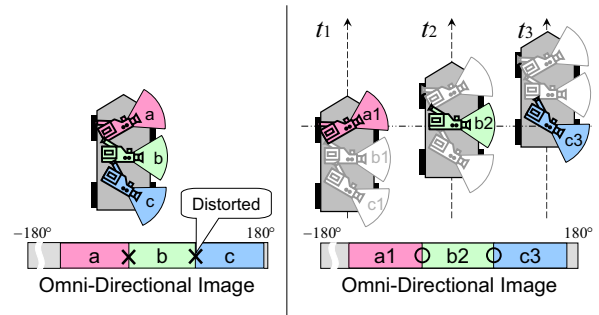 a
b
c
Distorted
−180°
180°
a
b
c
Omni-Directional Image
t1
t2
t3
a1
b1
c1
b2
c3
−180°
180°
a1
b2
c3
Omni-Directional Image